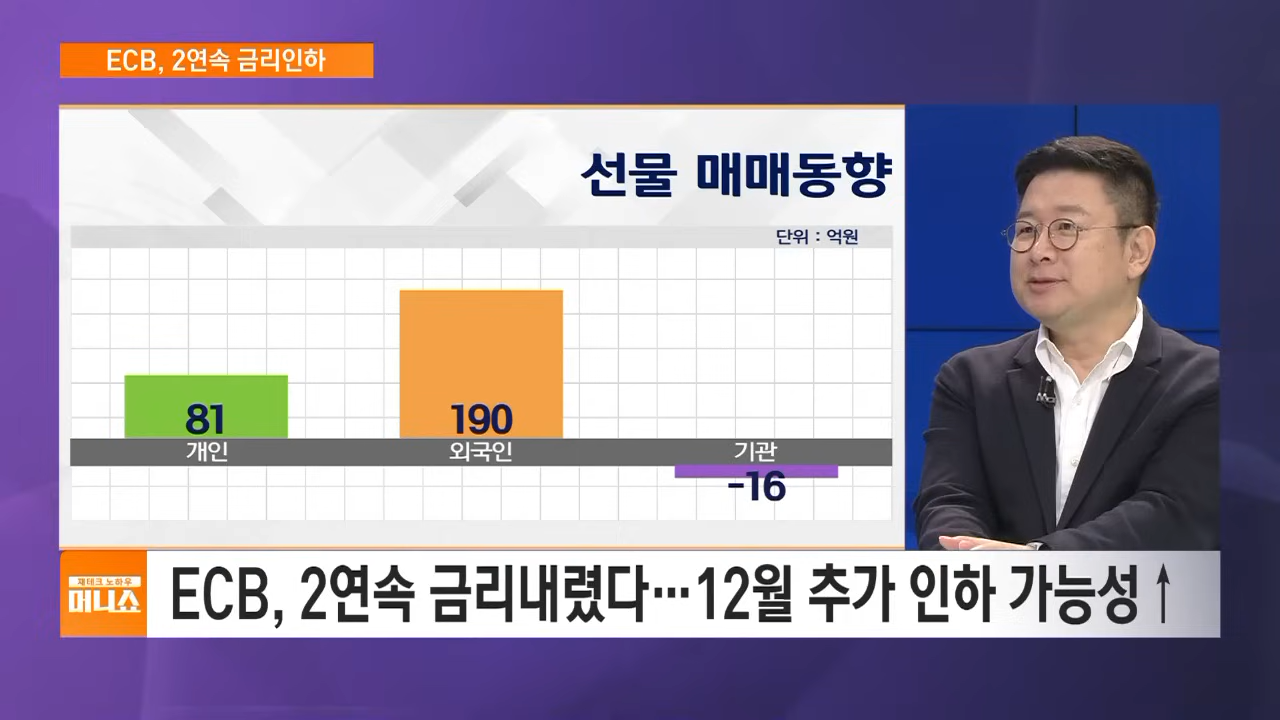 ECB, 2연속 금리인하
선물 매매동향
단위 : 억원
81
190
개인
외국인
기관
-16
재테크 노하우
머니쇼
ECB, 2연속 금리내렸다…12월 추가 인하 가능성↑